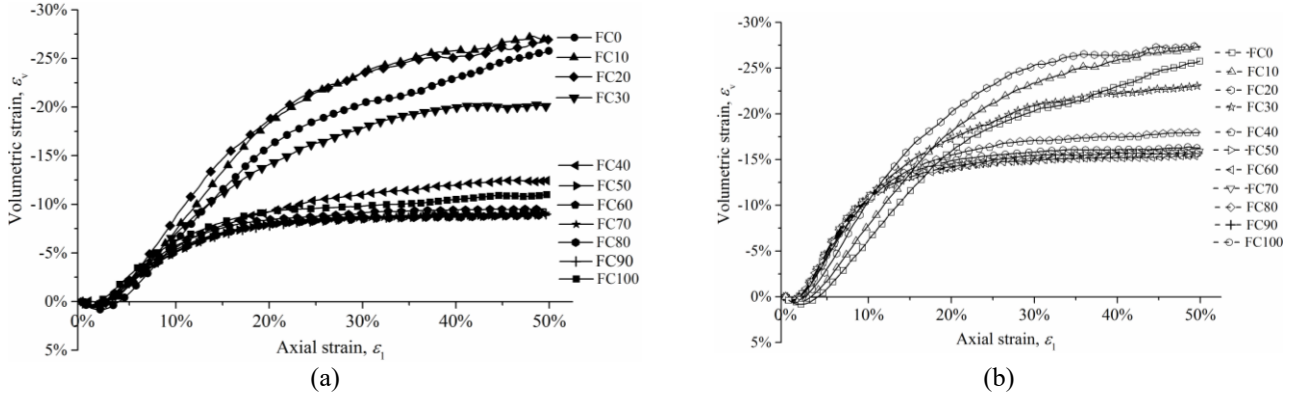 -30%
-25%
-20%
-15%
-10%
-5%
0%
5%
Volumetric strain, εv
0% 10% 20% 30% 40% 50%
Axial strain, εl
FC0
FC10
FC20
FC30
FC40
FC50
FC60
FC70
FC80
FC90
FC100
(a)
-30%
-25%
-20%
-15%
-10%
-5%
0%
5%
Volumetric strain, εv
0% 10% 20% 30% 40% 50%
Axial strain, εl
FC0
FC10
FC20
FC30
FC40
FC50
FC60
FC70
FC80
FC90
FC100
(b)